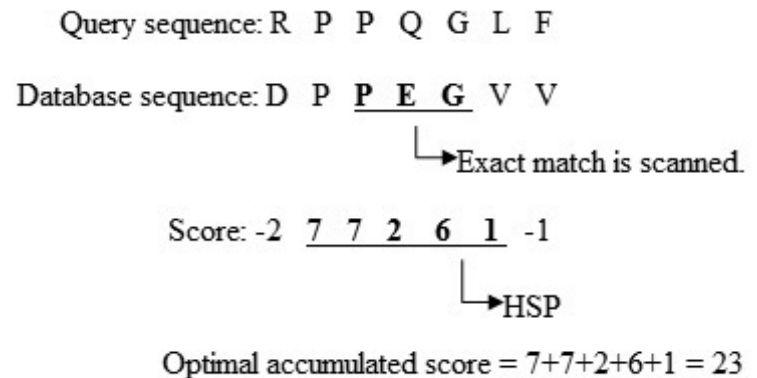 Query sequence: R P P Q G L F
Database sequence: D P P E G V V
Exact match is scanned.
Score: -2 7 7 2 6 1 -1
HSP
Optimal accumulated score = 7+7+2+6+1 = 23